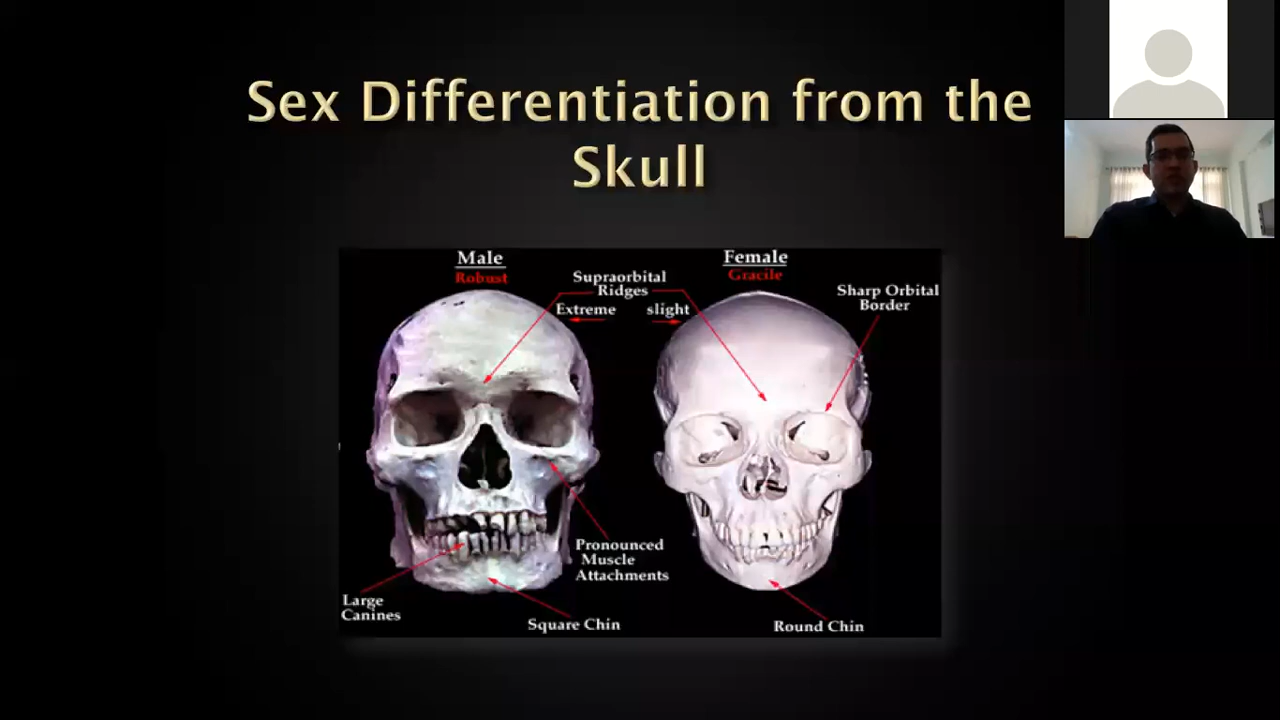 Sex Differentiation from the
Skull
Male
Robust
Supraorbital
Ridges
Extreme
slight
Female
Gracile
Sharp Orbital
Border
Pronounced
Muscle
Attachments
Large
Canines
Square Chin
Round Chin